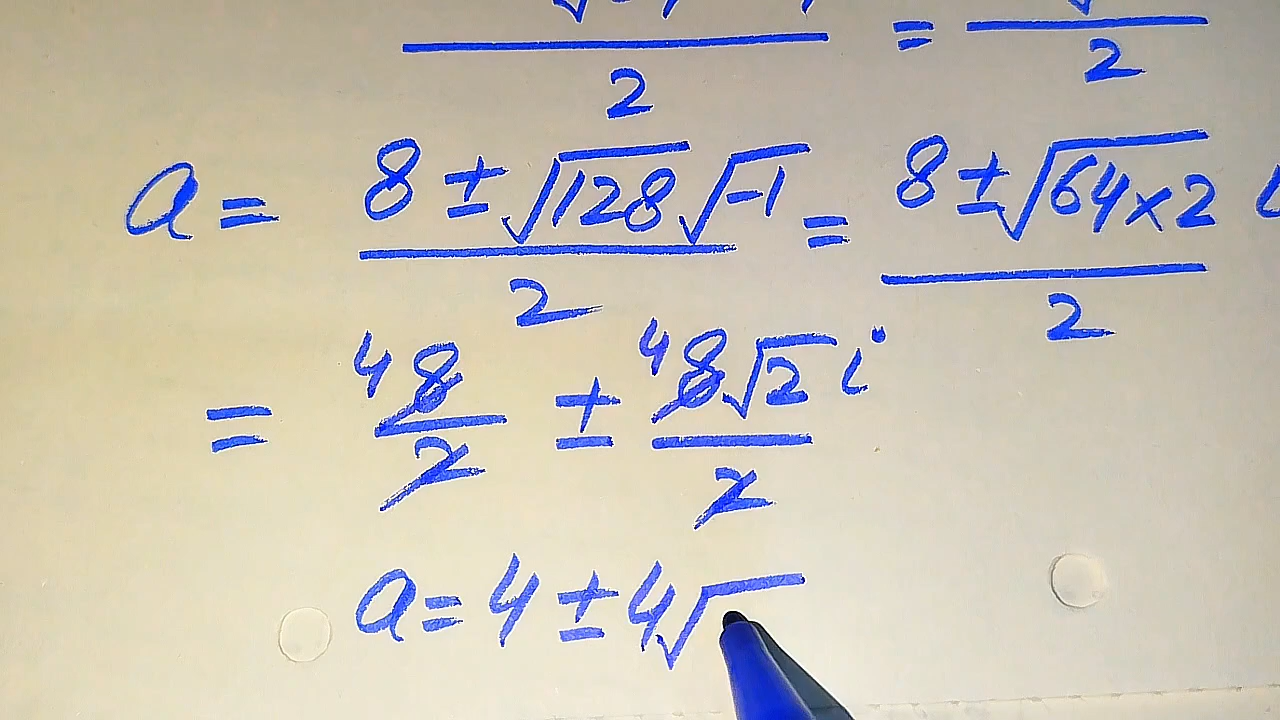 2 = 2
a = 8 ± √128 √-1 / 2 = 8 ± √64×2 / 2
= 4 8 / 2 ± 4 8√2 i / 2
a = 4 ± 4√